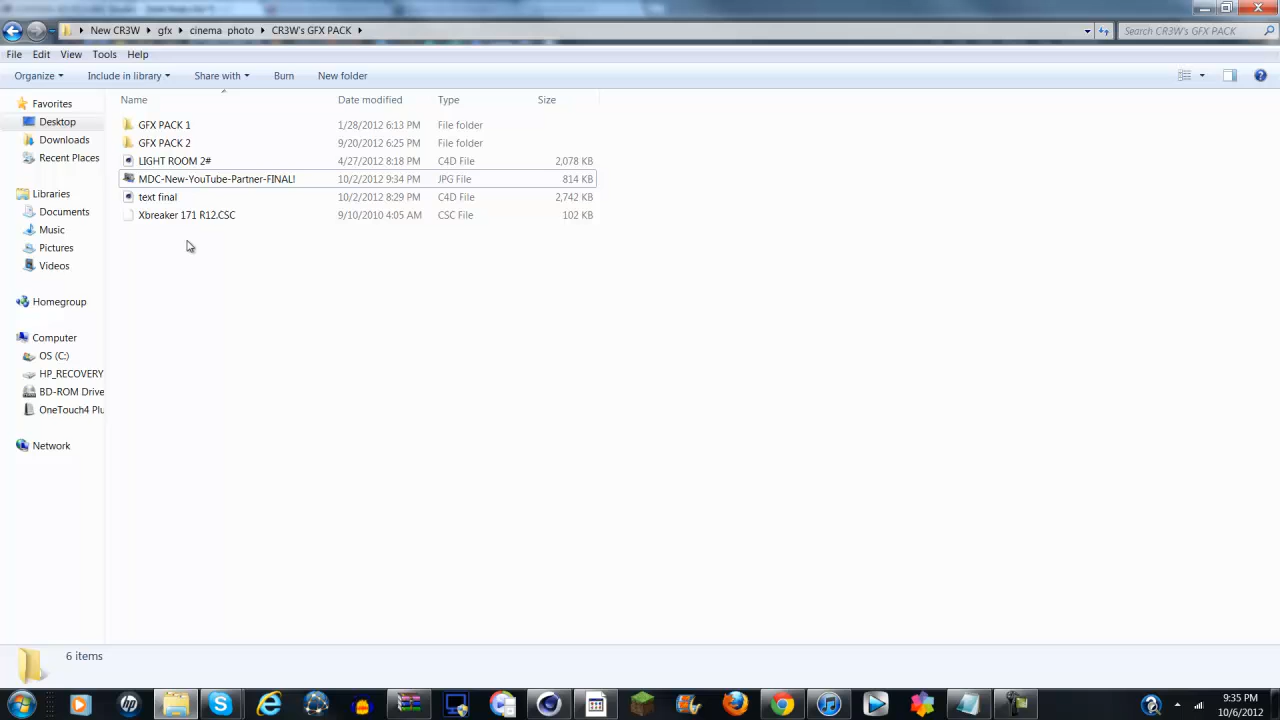 New CR3W gfx cinema photo CR3W's GFX PACK Search CR3W's GFX PACK
File Edit View Tools Help
Organize Include in library Share with Burn New folder
Name Date modified Type Size
Favorites
Desktop
Downloads
Recent Places
Libraries
Documents
Music
Pictures
Videos
Homegroup
Computer
OS (C:)
HP_RECOVERY
BD-ROM Drive
OneTouch4 Plu
Network
GFX PACK 1 1/28/2012 6:13 PM File folder
GFX PACK 2 9/20/2012 6:25 PM File folder
LIGHT ROOM 2# 4/27/2012 8:18 PM C4D File 2,078 KB
MDC-New-YouTube-Partner-FINAL! 10/2/2012 9:34 PM JPG File 814 KB
text final 10/2/2012 8:29 PM C4D File 2,742 KB
Xbreaker 171 R12.CSC 9/10/2010 4:05 AM CSC File 102 KB
6 items
9:35 PM
10/6/2012